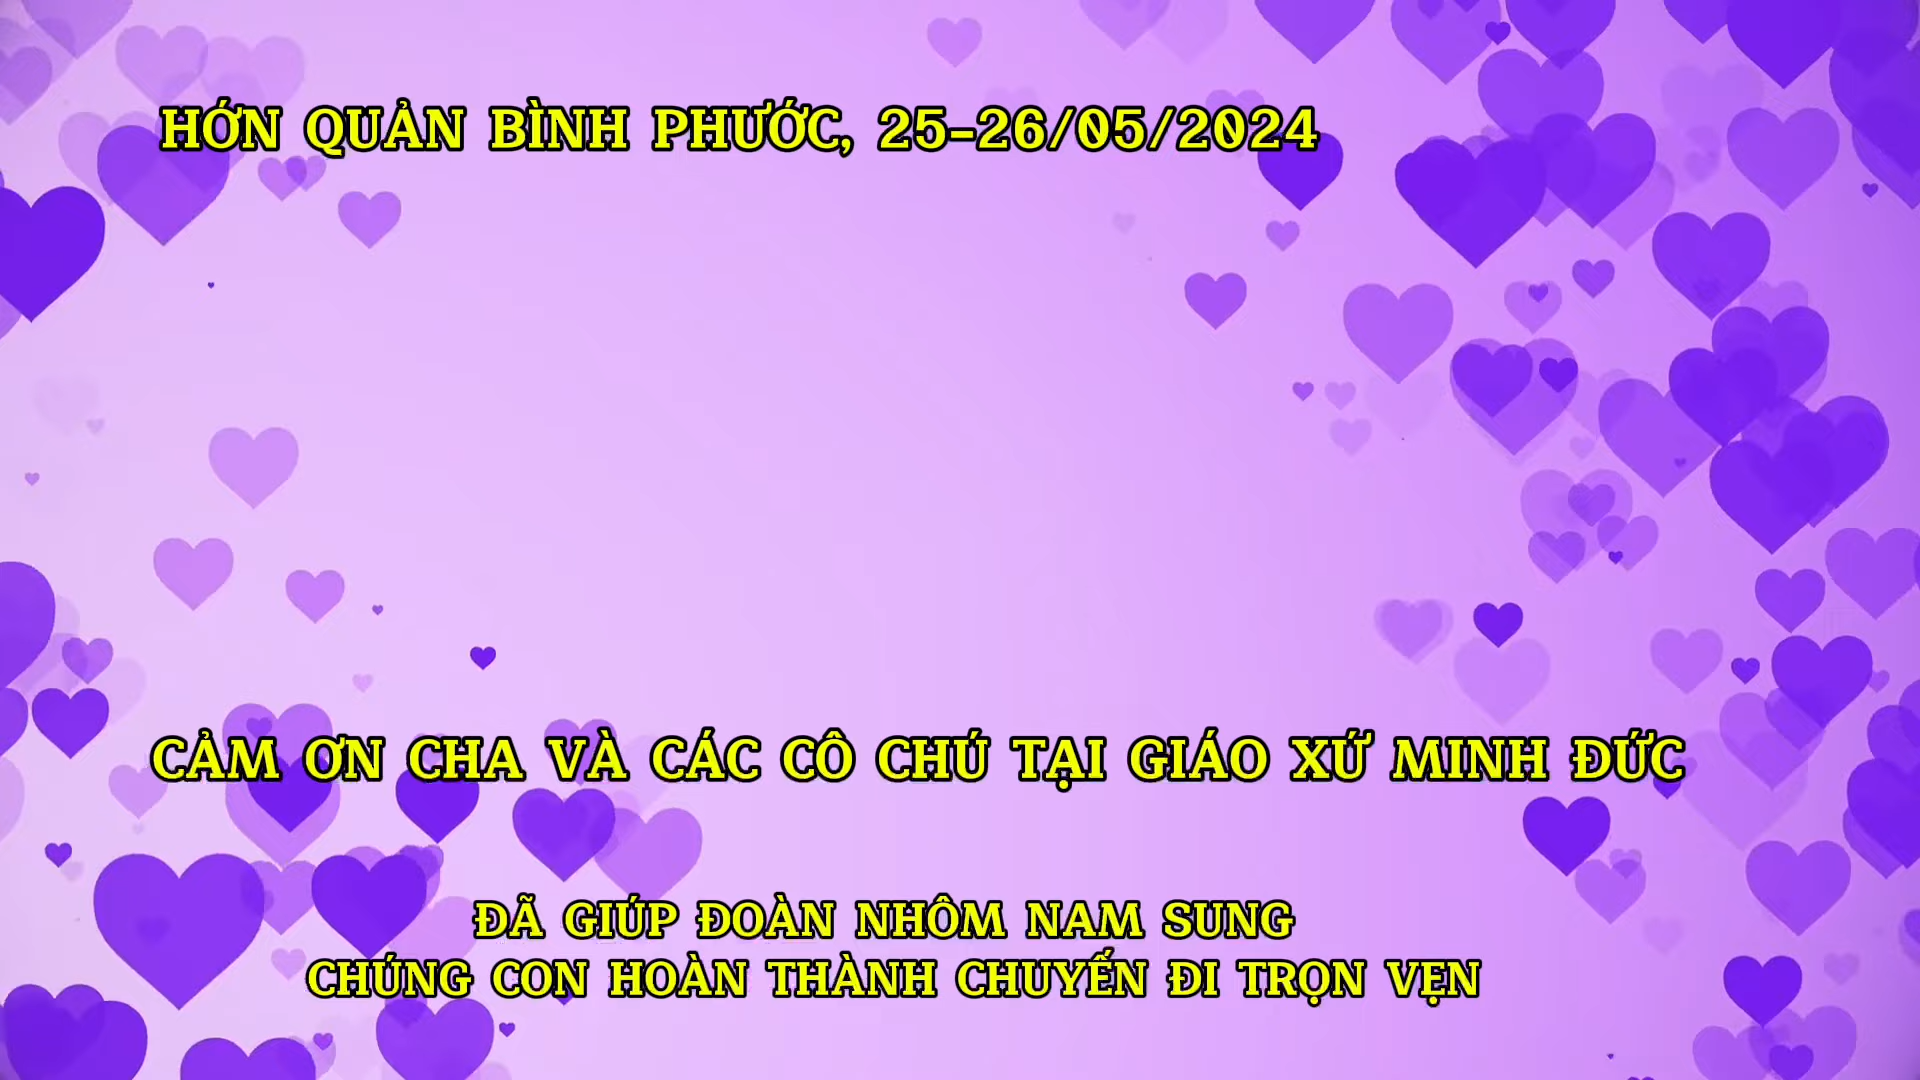 HỚN QUẢN BÌNH PHƯỚC, 25-26/05/2024
CẢM ƠN CHA VÀ CÁC CÔ CHÚ TẠI GIÁO XỨ MINH ĐỨC
ĐÃ GIÚP ĐOÀN NHÔM NAM SUNG
CHÚNG CON HOÀN THÀNH CHUYẾN ĐI TRỌN VẸN